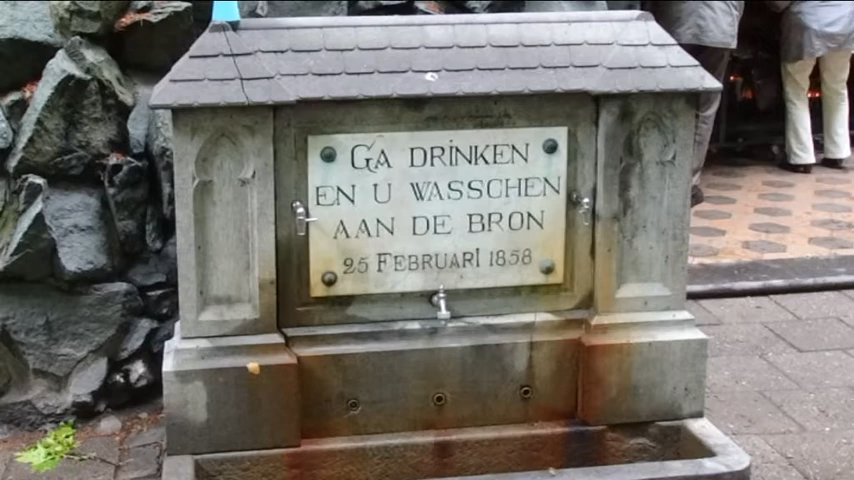 GA DRINKEN
EN U WASSCHEN
AAN DE BRON
25 FEBRUARI 1858